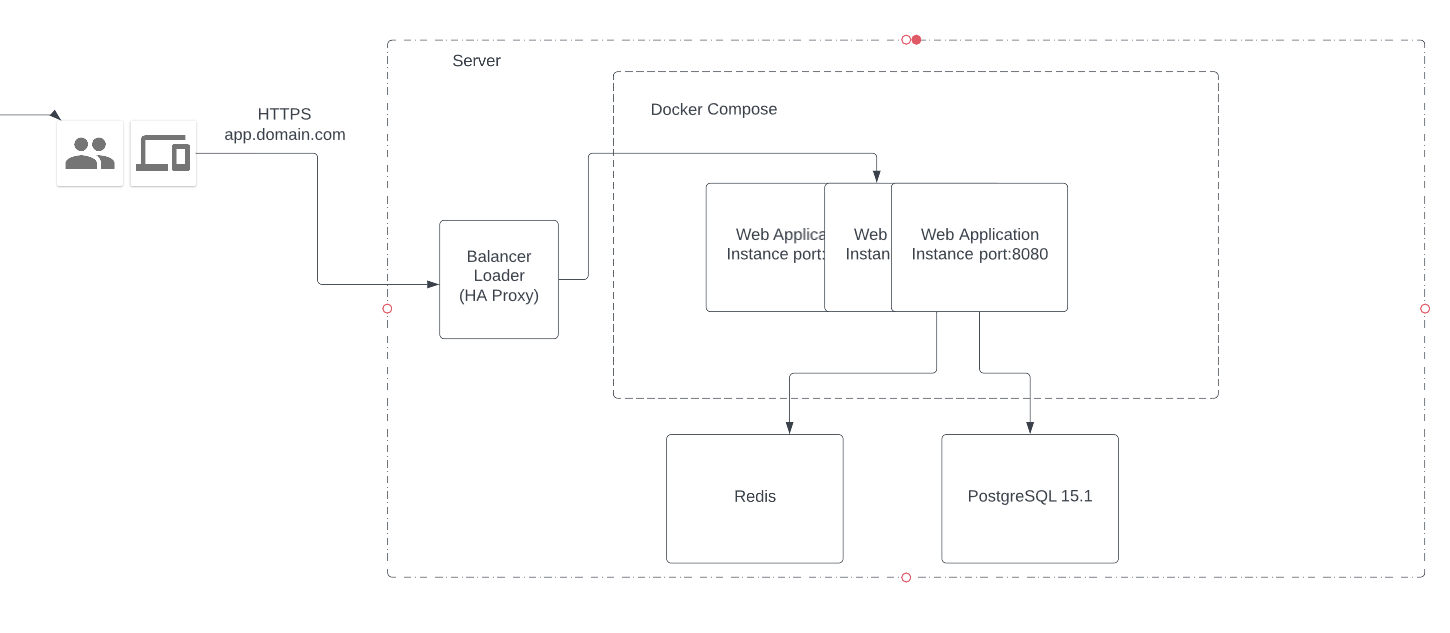 Server
Docker Compose
HTTPS
app.domain.com
Web Applica
Instance port:
Web
Instan
Web Application
Instance port:8080
Balancer
Loader
(HA Proxy)
Redis
PostgreSQL 15.1